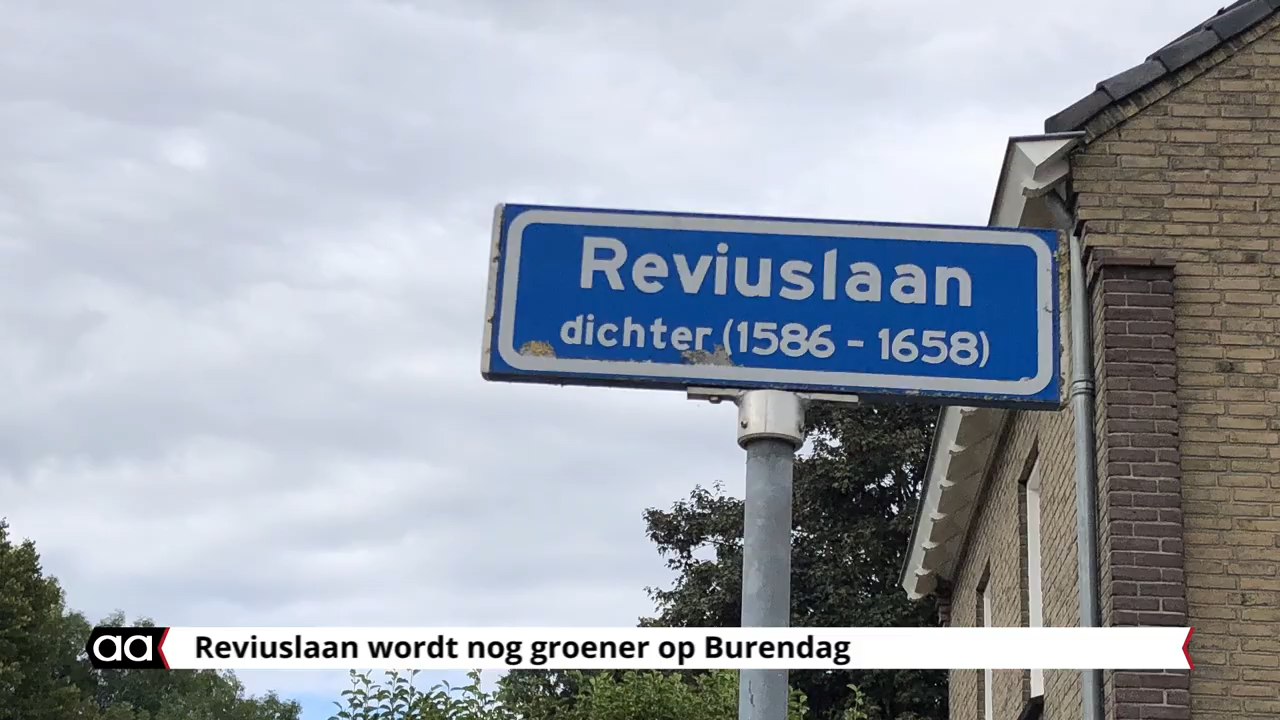 Reviuslaan
dichter (1586 - 1658)
aa
Reviuslaan wordt nog groener op Burendag